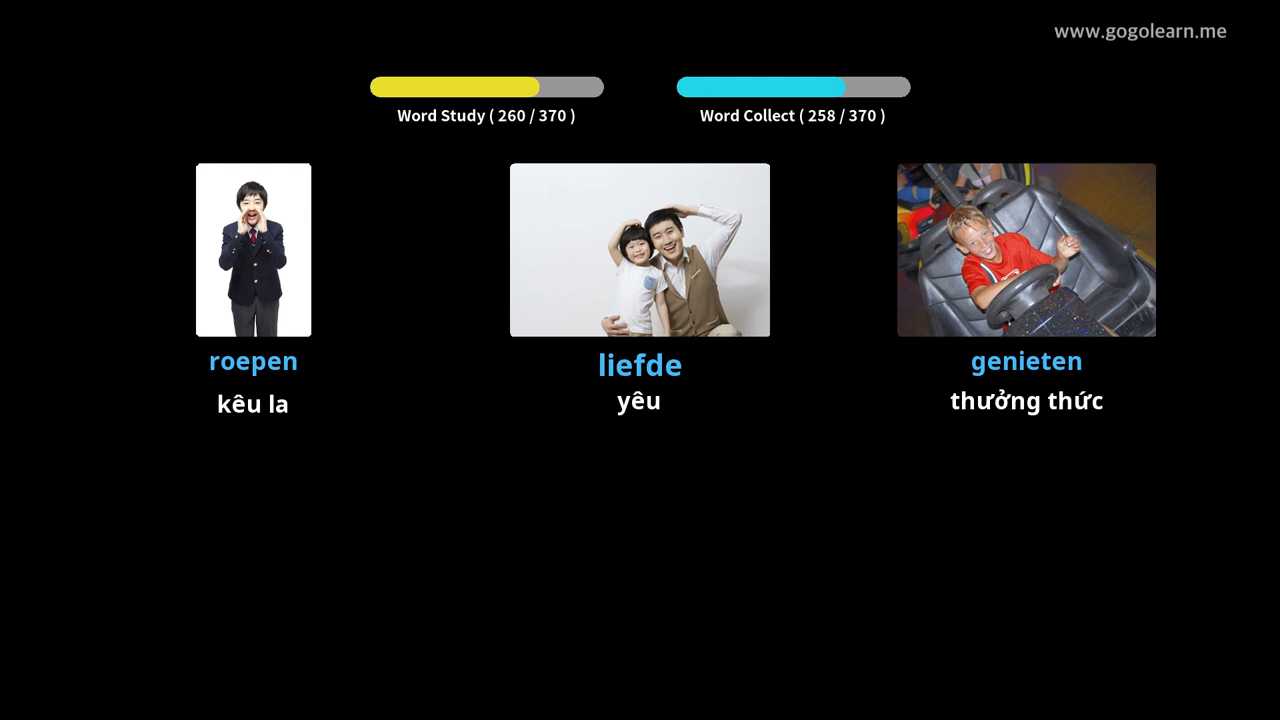 www.gogolearn.me
Word Study ( 260 / 370 )
Word Collect ( 258 / 370 )
roepen
kêu la
liefde
yêu
genieten
thưởng thức